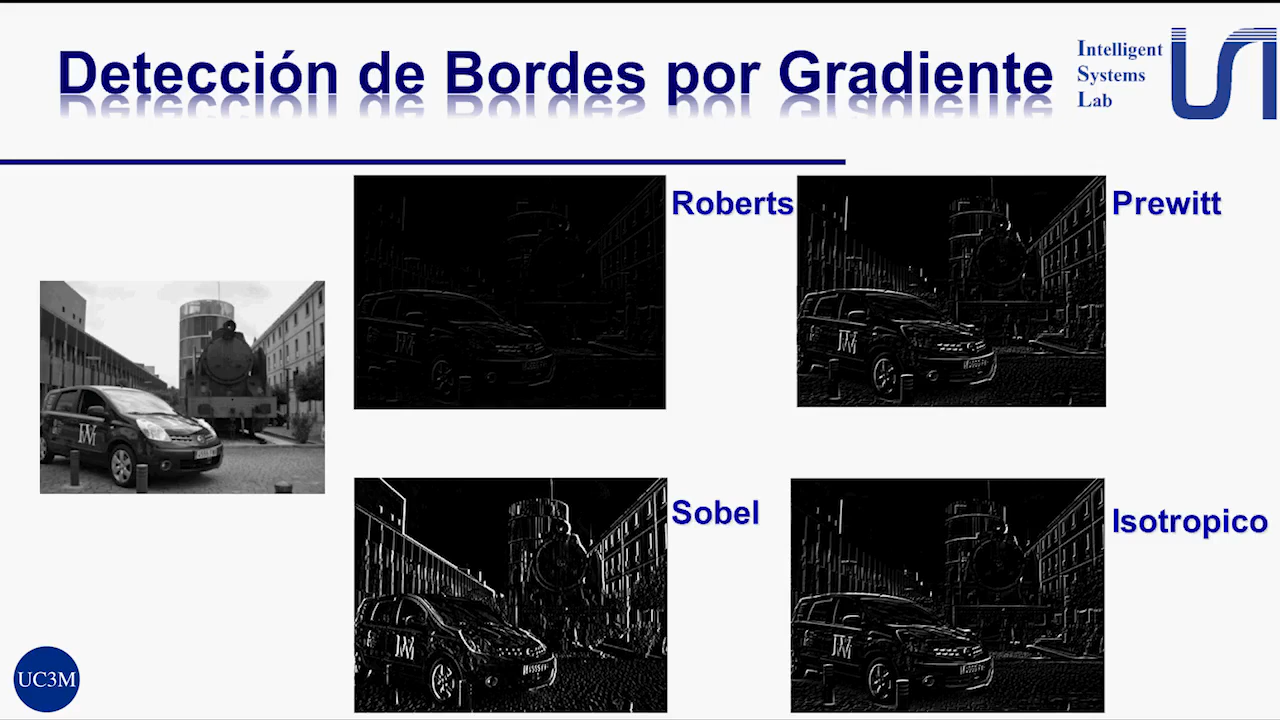 Detección de Bordes por Gradiente
Intelligent
Systems
Lab
Roberts
Prewitt
Sobel
Isotropico
UC3M